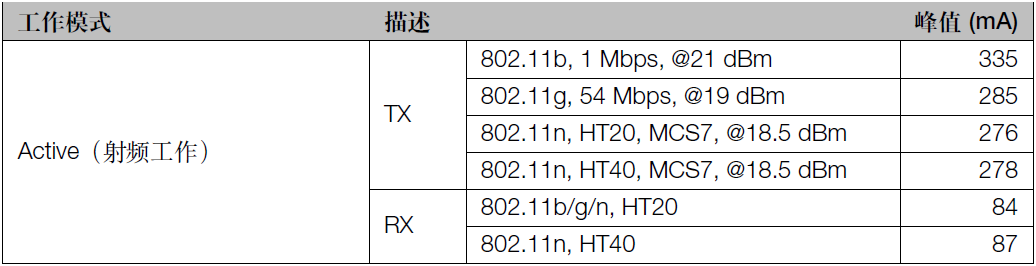 工作模式 描述 峰值 (mA)
Active（射频工作） TX 802.11b, 1 Mbps, @21 dBm 335
802.11g, 54 Mbps, @19 dBm 285
802.11n, HT20, MCS7, @18.5 dBm 276
802.11n, HT40, MCS7, @18.5 dBm 278
RX 802.11b/g/n, HT20 84
802.11n, HT40 87